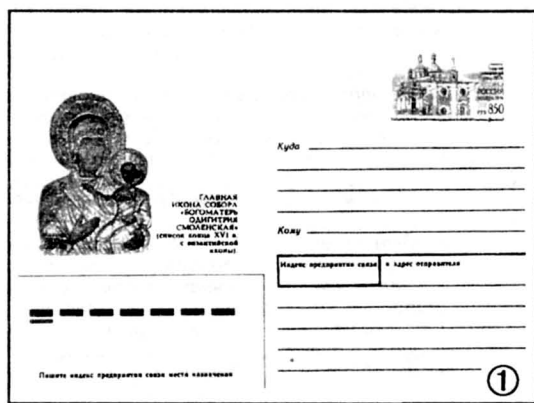 РОССИЯ
850
Куда
ГЛАВНАЯ
ИКОНА СОБОРА
«БОГОМАТЕРЬ
ОДИГИТРИЯ
СМОЛЕНСКАЯ»
(список конца XVI в.
с византийской
иконы)
Кому
Индекс предприятия связи и адрес отправителя
Пишите индекс предприятия связи места назначения
1